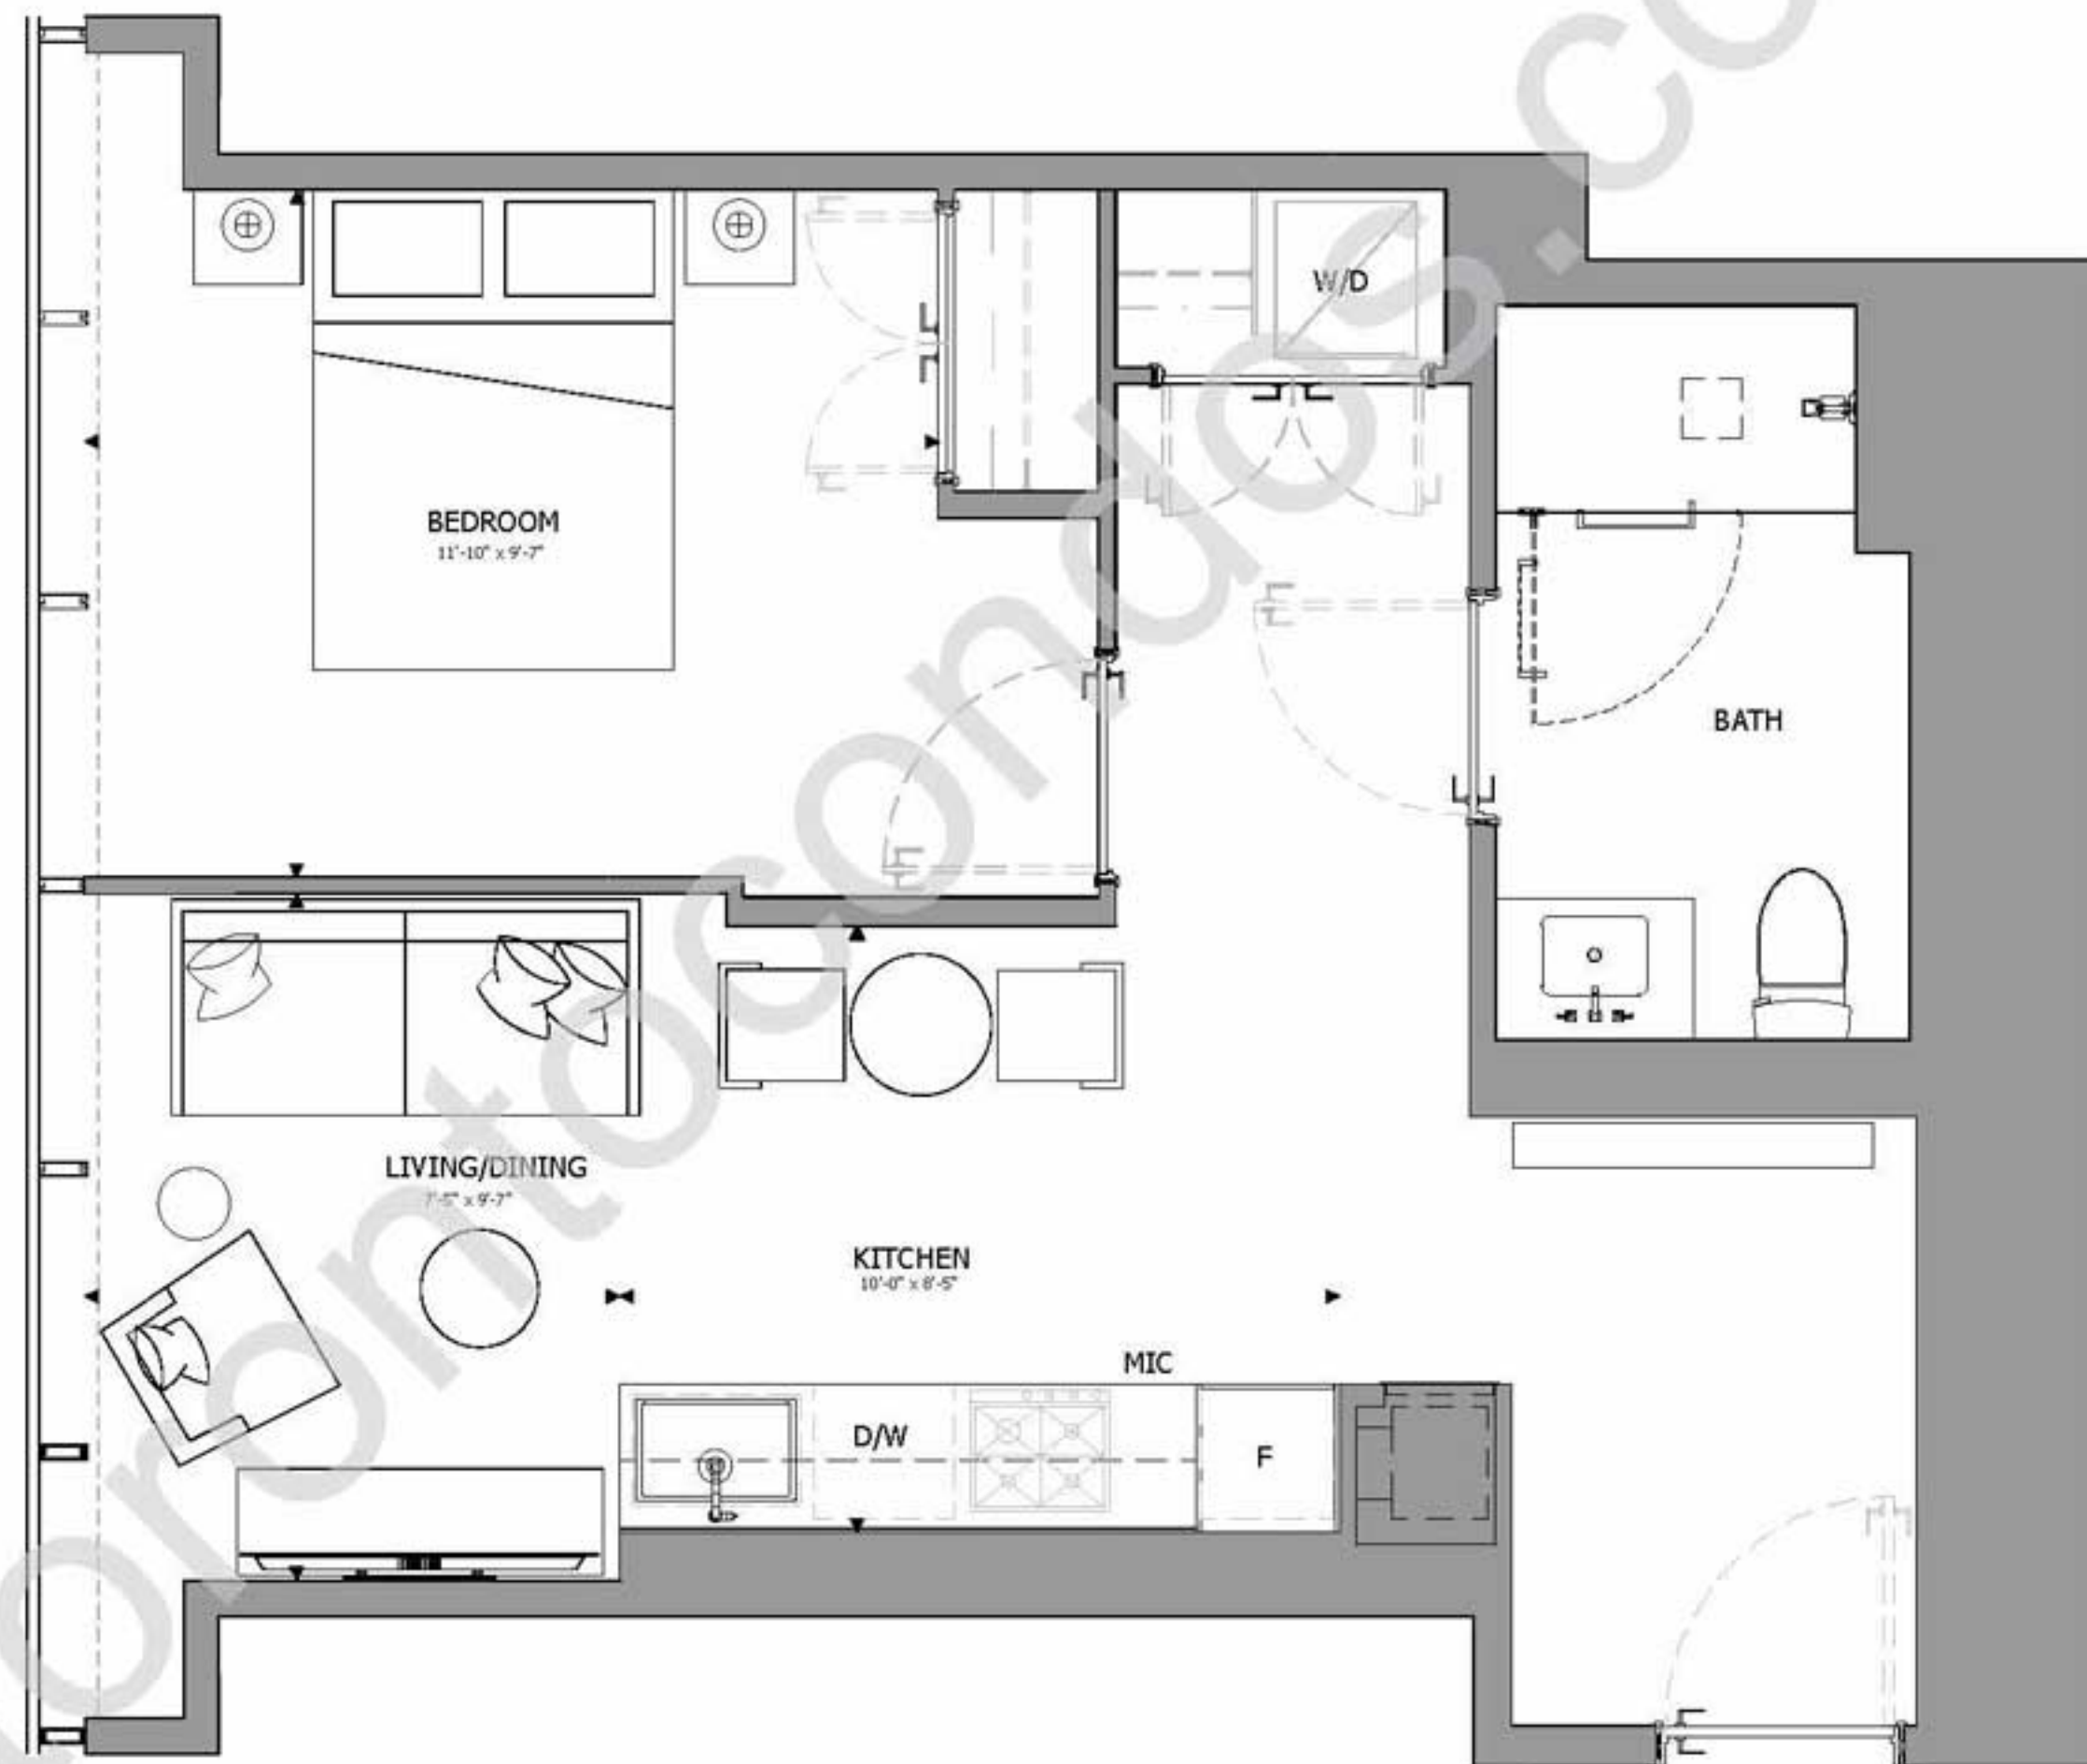 W/D
BEDROOM
11'-10" x 9'-7"
BATH
LIVING/DINING
7'-5" x 9'-7"
KITCHEN
10'-0" x 8'-5"
MIC
D/W
F
torontocondos.co